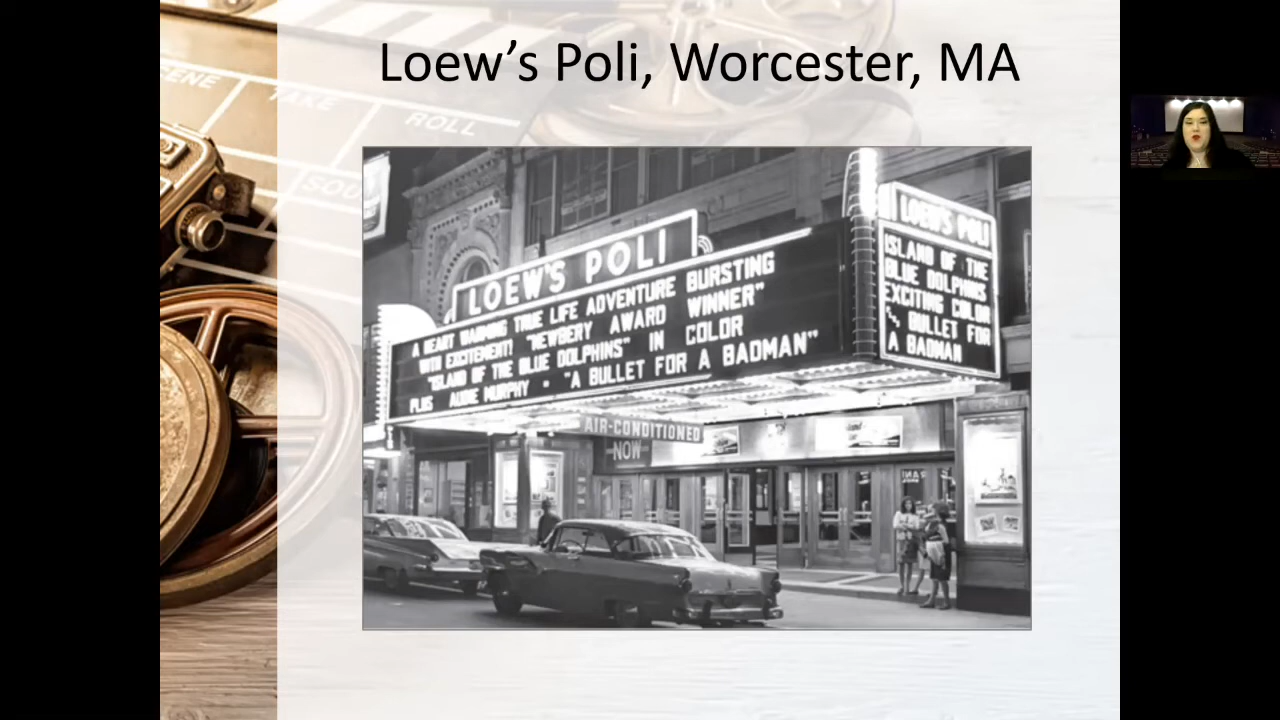 Loew’s Poli, Worcester, MA
SCENE
TAKE
ROLL
SOU
LOEW'S POLI
A HEART WARMING TRUE LIFE ADVENTURE BURSTING
WITH EXCITEMENT! "NEWBERY AWARD WINNER"
"ISLAND OF THE BLUE DOLPHINS" IN COLOR
PLUS AUDIE MURPHY • "A BULLET FOR A BADMAN"
LOEW'S POLI
ISLAND OF THE
BLUE DOLPHINS
EXCITING COLOR
BULLET FOR
A BADMAN
AIR-CONDITIONED
NOW